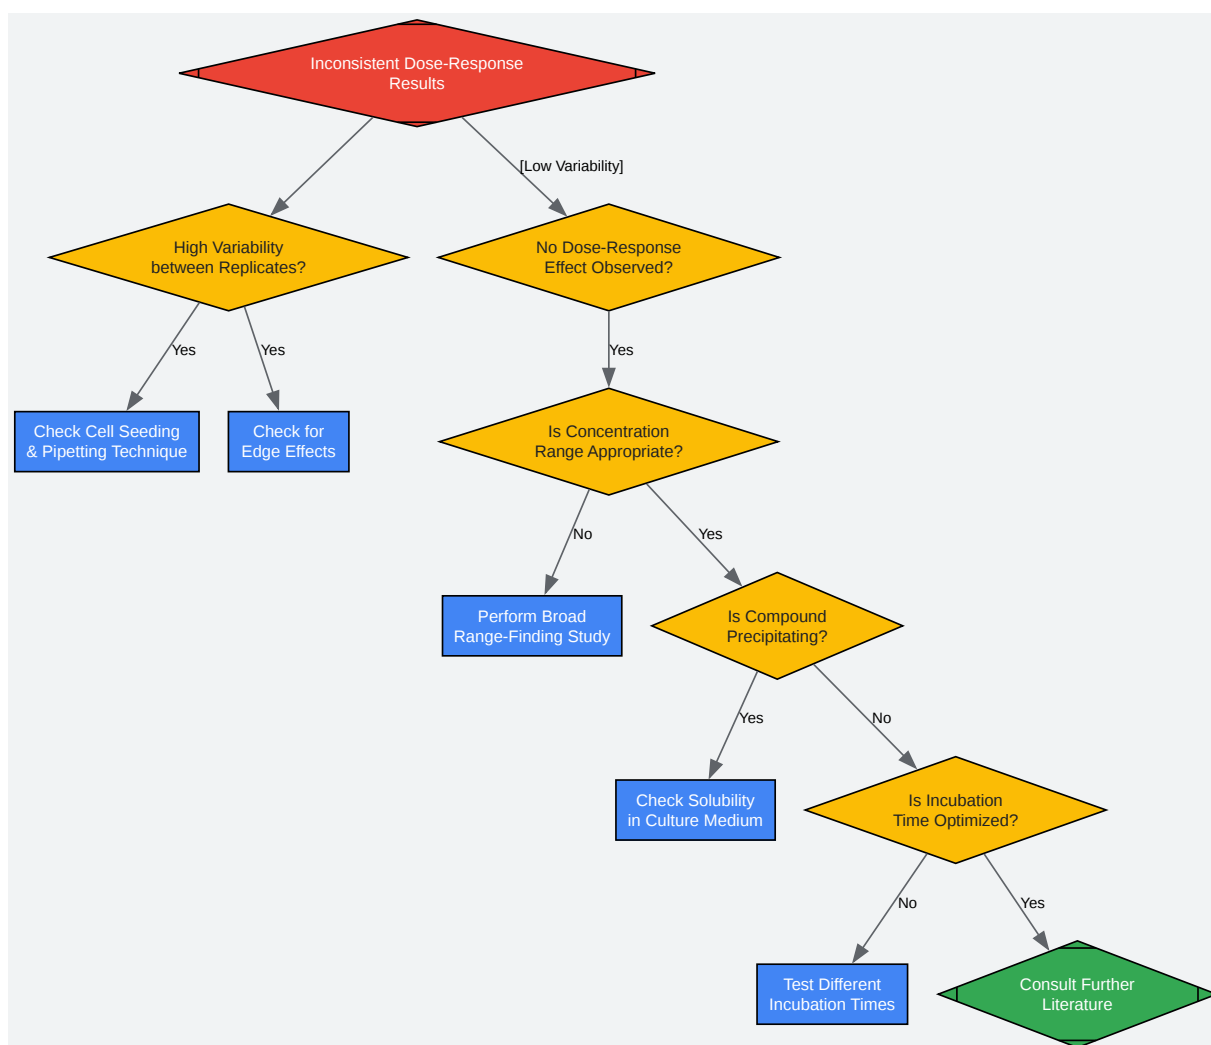 Inconsistent Dose-Response
Results
[Low Variability]
High Variability
between Replicates?
No Dose-Response
Effect Observed?
Yes
Yes
Yes
Check Cell Seeding
& Pipetting Technique
Check for
Edge Effects
Is Concentration
Range Appropriate?
No
Yes
Perform Broad
Range-Finding Study
Is Compound
Precipitating?
Yes
No
Check Solubility
in Culture Medium
Is Incubation
Time Optimized?
No
Yes
Test Different
Incubation Times
Consult Further
Literature